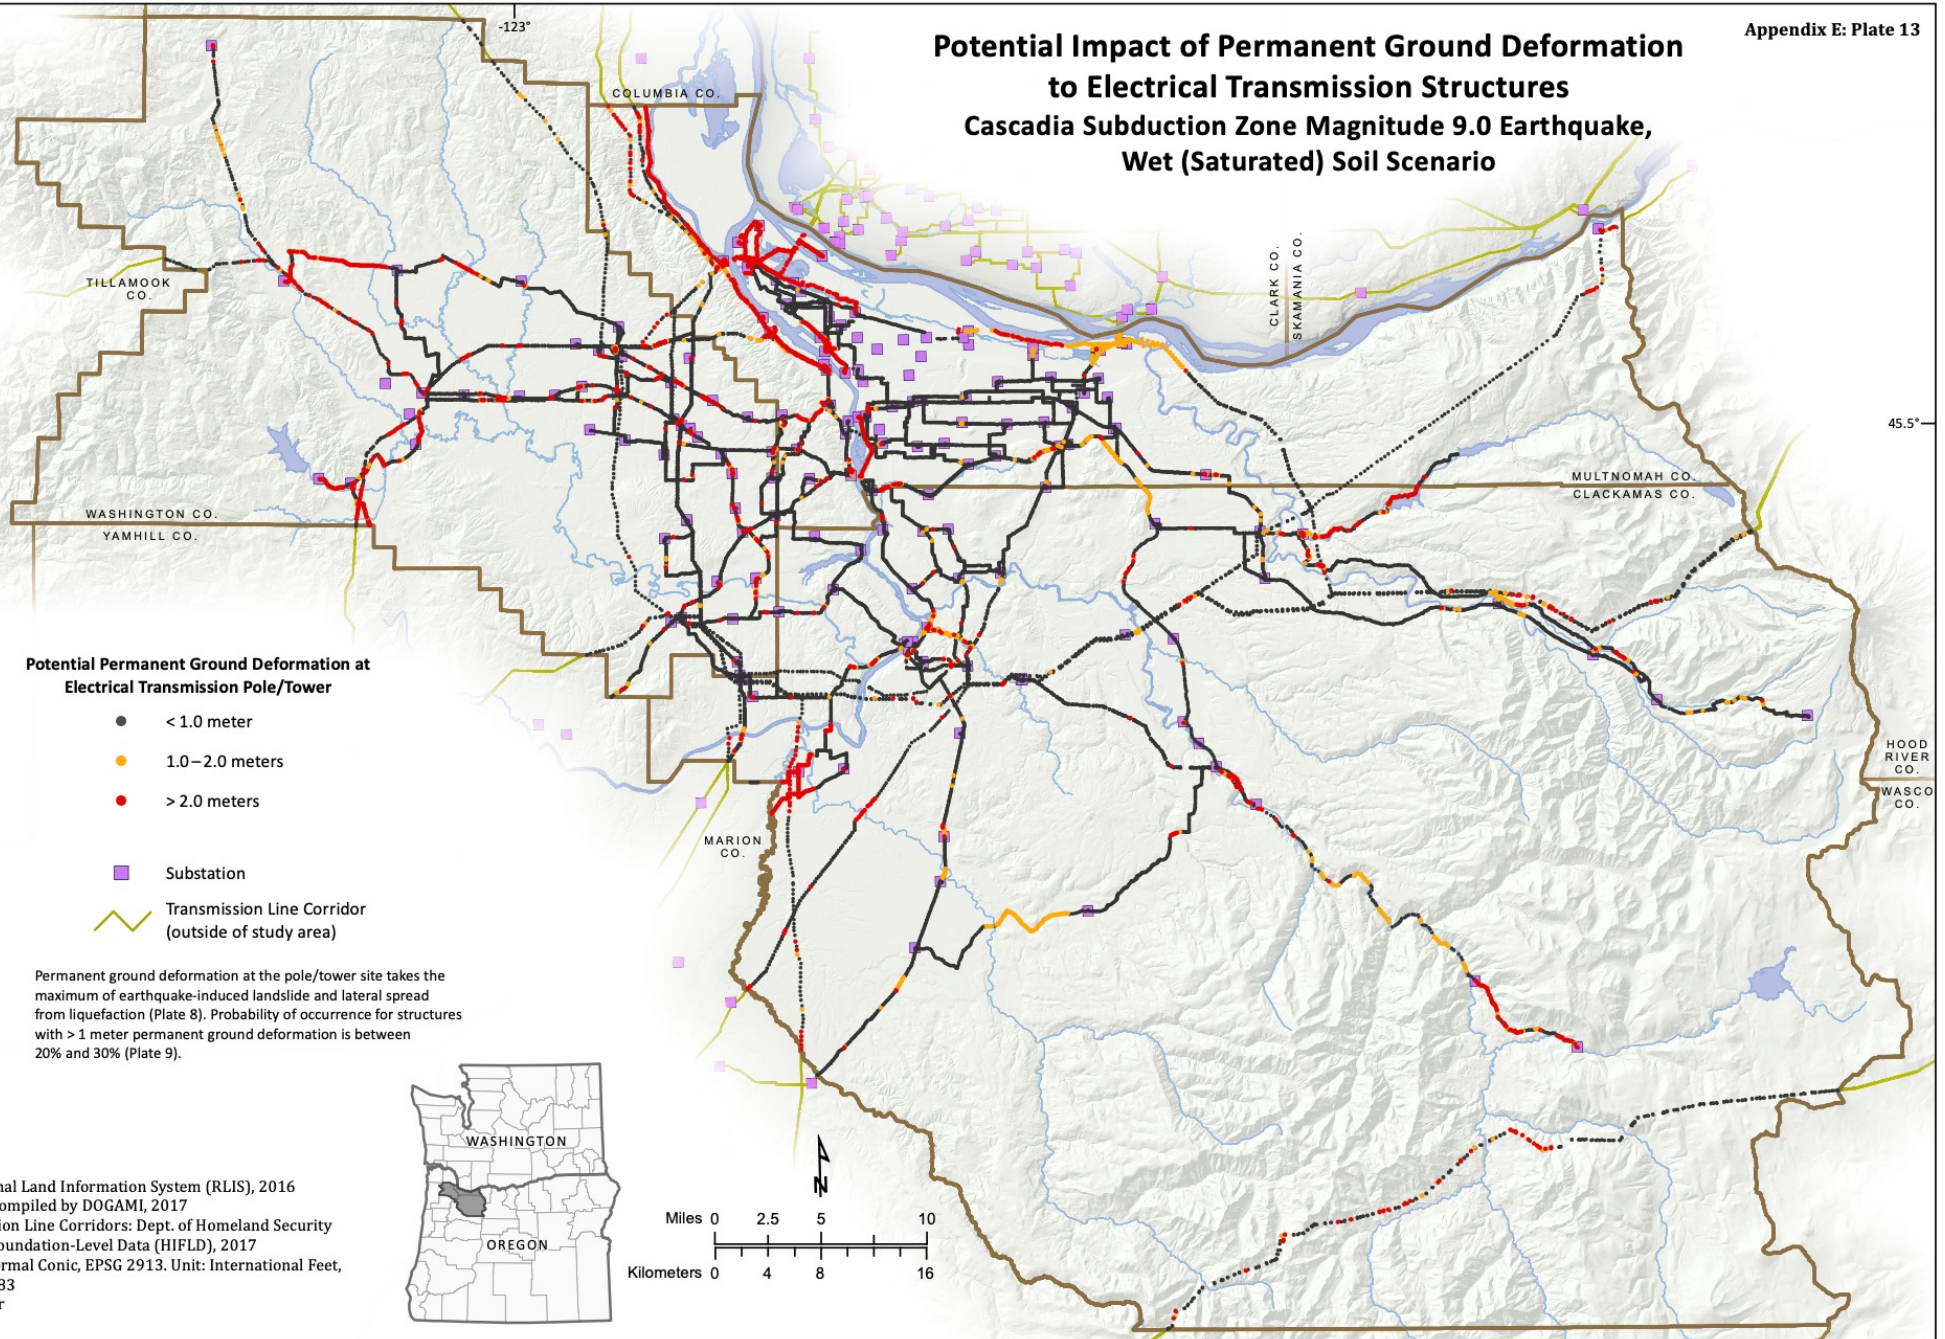 Appendix E: Plate 13
Potential Impact of Permanent Ground Deformation
to Electrical Transmission Structures
Cascadia Subduction Zone Magnitude 9.0 Earthquake,
Wet (Saturated) Soil Scenario
-123°
COLUMBIA CO.
CLARK CO.
SKAMANIA CO.
TILLAMOOK
CO.
45.5°
MULTNOMAH CO.
CLACKAMAS CO.
WASHINGTON CO.
YAMHILL CO.
HOOD
RIVER
CO.
WASCO
CO.
MARION
CO.
Potential Permanent Ground Deformation at
Electrical Transmission Pole/Tower
< 1.0 meter
1.0–2.0 meters
> 2.0 meters
Substation
Transmission Line Corridor
(outside of study area)
Permanent ground deformation at the pole/tower site takes the
maximum of earthquake-induced landslide and lateral spread
from liquefaction (Plate 8). Probability of occurrence for structures
with > 1 meter permanent ground deformation is between
20% and 30% (Plate 9).
WASHINGTON
OREGON
N
Miles 0 2.5 5 10
Kilometers 0 4 8 16
nal Land Information System (RLIS), 2016
ompiled by DOGAMI, 2017
ion Line Corridors: Dept. of Homeland Security
oundation-Level Data (HIFLD), 2017
rmal Conic, EPSG 2913. Unit: International Feet,
83
r